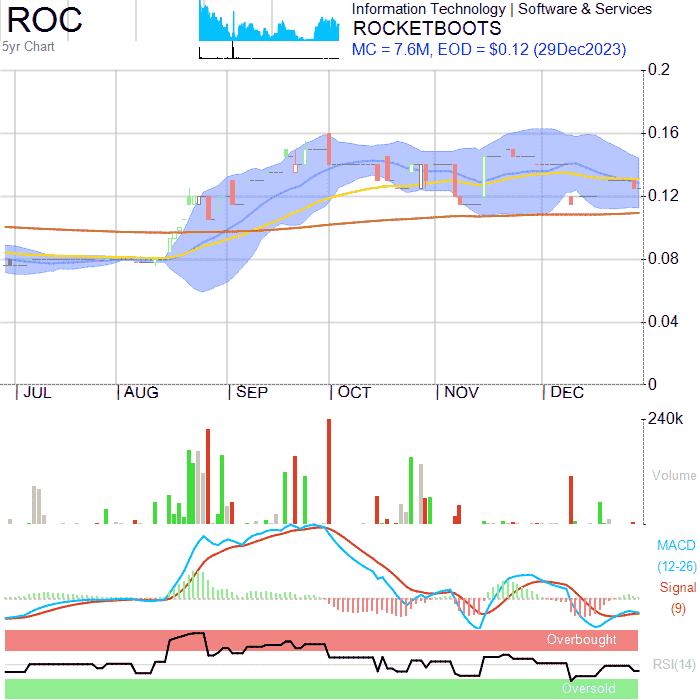 ROC
5yr Chart
Information Technology | Software & Services
ROCKETBOOTS
MC = 7.6M, EOD = $0.12 (29Dec2023)
0.2
0.16
0.12
0.08
0.04
0
JUL AUG SEP OCT NOV DEC
240k
Volume
MACD
(12-26)
Signal
(9)
Overbought
RSI(14)
Oversold